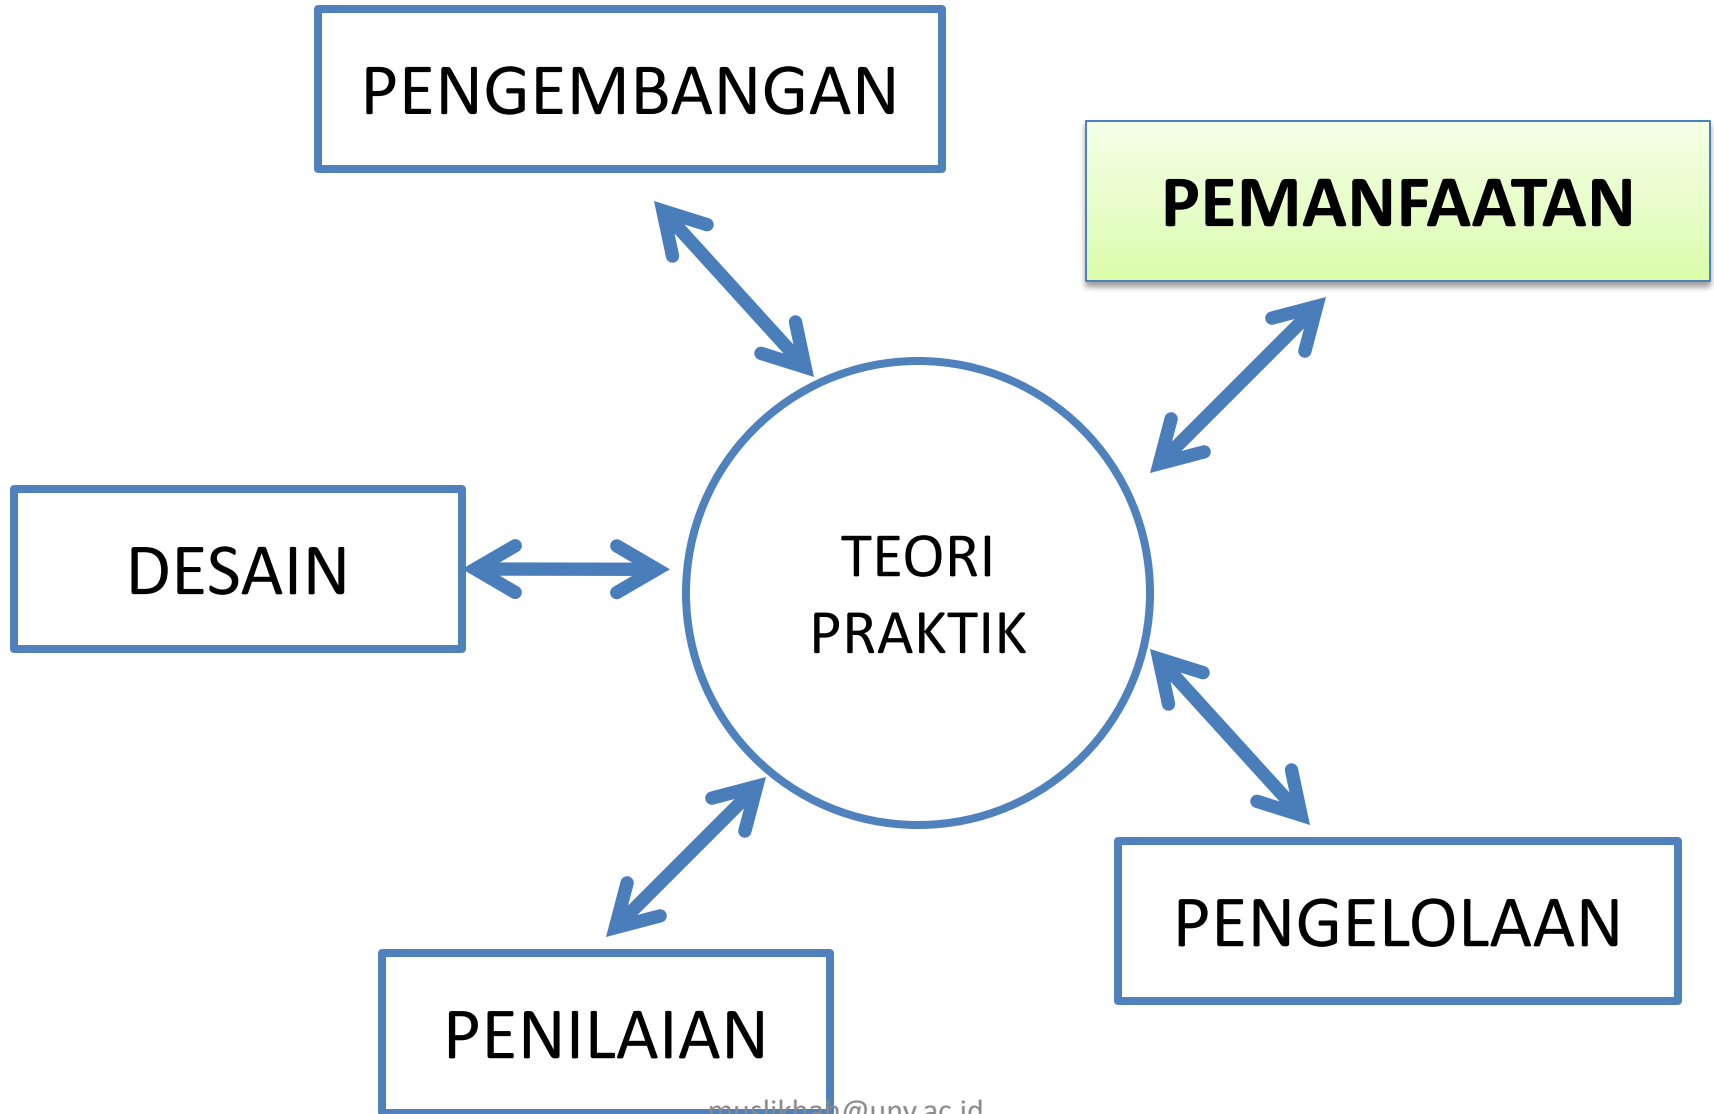 PENGEMBANGAN
PEMANFAATAN
DESAIN
TEORI
PRAKTIK
PENGELOLAAN
PENILAIAN